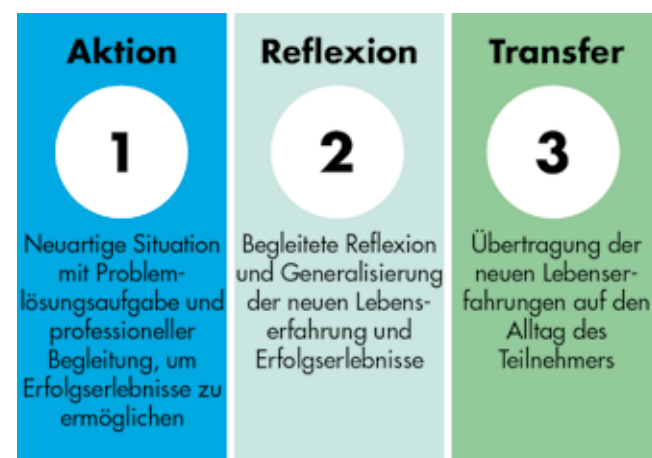 Aktion
1
Neuartige Situation
mit Problem-
lösungsaufgabe und
professioneller
Begleitung, um
Erfolgserlebnisse zu
ermöglichen
Reflexion
2
Begleitete Reflexion
und Generalisierung
der neuen Lebens-
erfahrung und
Erfolgserlebnisse
Transfer
3
Übertragung der
neuen Lebenser-
fahrungen auf den
Alltag des
Teilnehmers